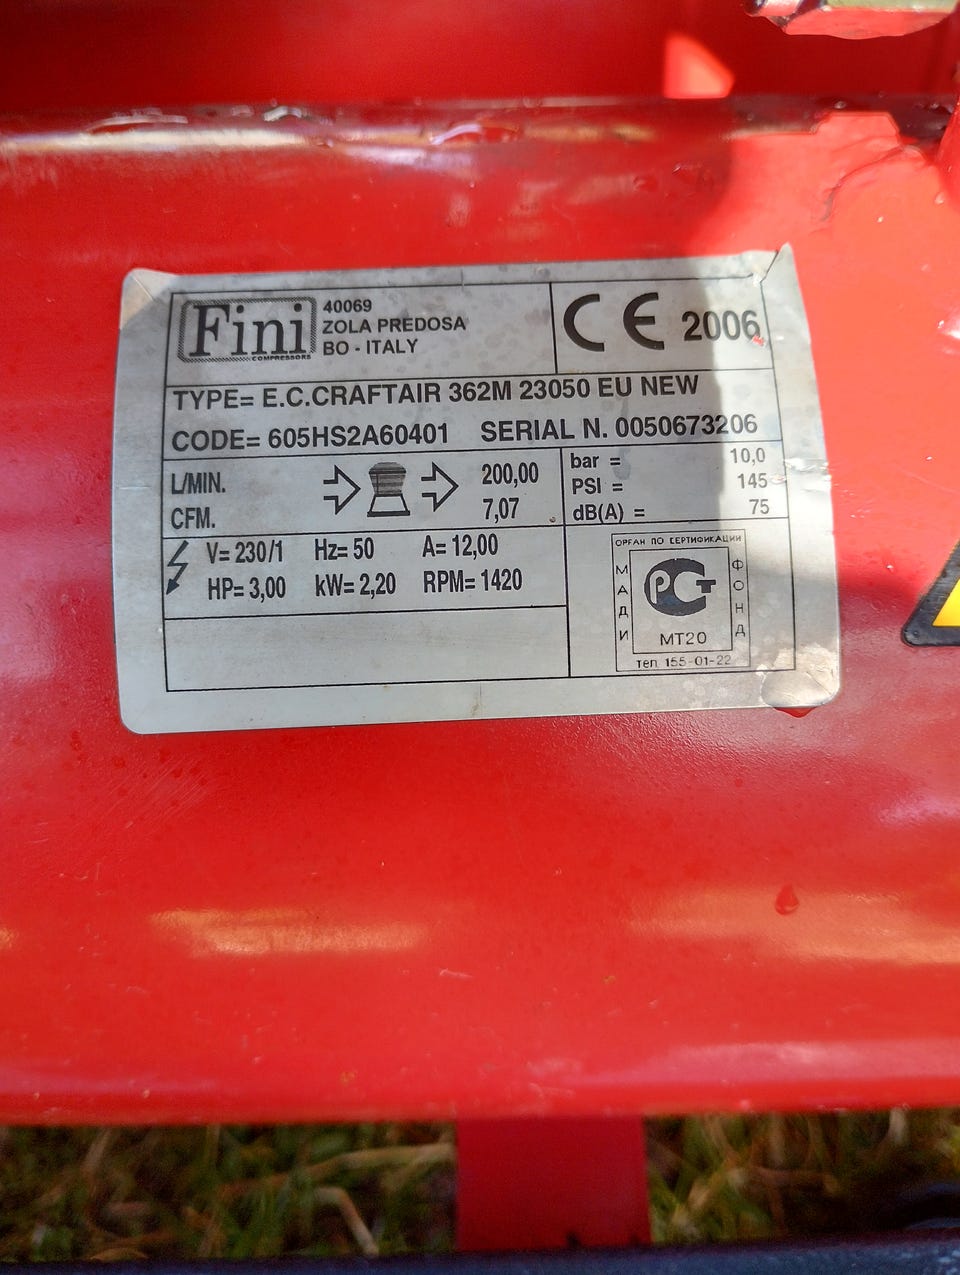 Fini
COMPRESSORS
40069
ZOLA PREDOSA
BO - ITALY
CE 2006
TYPE= E.C.CRAFTAIR 362M 23050 EU NEW
CODE= 605HS2A60401 SERIAL N. 0050673206
L/MIN. 200,00
CFM. 7,07
bar = 10,0
PSI = 145
dB(A) = 75
V= 230/1 Hz= 50 A= 12,00
HP= 3,00 kW= 2,20 RPM= 1420
ОРГАН ПО СЕРТИФИКАЦИИ
МАДИ
ФОНД
РСТ
МТ20
тел. 155-01-22